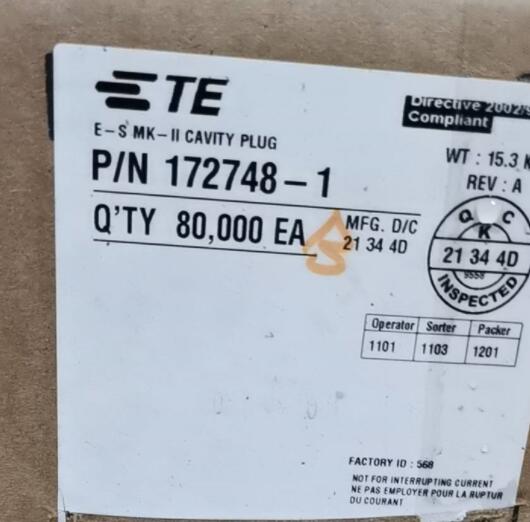 TE
Directive 2002/
Compliant
E-S MK-II CAVITY PLUG
P/N 172748-1
WT : 15.3 K
REV : A
Q'TY 80,000 EA
MFG. D/C
21 34 4D
Q C
K
21 34 4D
9558
INSPECTED
Operator Sorter Packer
1101 1103 1201
FACTORY ID : 568
NOT FOR INTERRUPTING CURRENT
NE PAS EMPLOYER POUR LA RUPTUR
DU COURANT